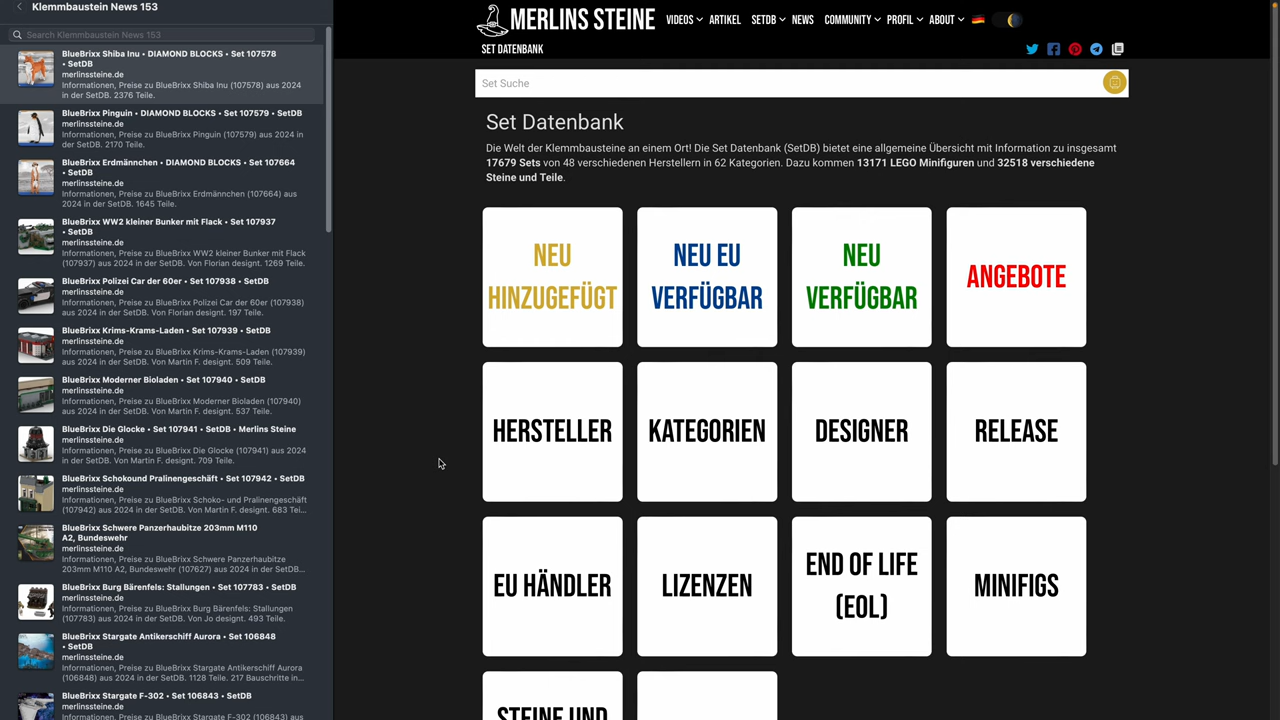 Klemmbaustein News 153
Search Klemmbaustein News 153
BlueBrixx Shiba Inu • DIAMOND BLOCKS • Set 107578
• SetDB
merlinssteine.de
Informationen, Preise zu BlueBrixx Shiba Inu (107578) aus 2024
in der SetDB. 2376 Teile.
BlueBrixx Pinguin • DIAMOND BLOCKS • Set 107579 • SetDB
merlinssteine.de
Informationen, Preise zu BlueBrixx Pinguin (107579) aus 2024 in
der SetDB. 2170 Teile.
BlueBrixx Erdmännchen • DIAMOND BLOCKS • Set 107664
• SetDB
merlinssteine.de
Informationen, Preise zu BlueBrixx Erdmännchen (107664) aus
2024 in der SetDB. 1645 Teile.
BlueBrixx WW2 kleiner Bunker mit Flack • Set 107937
• SetDB
merlinssteine.de
Informationen, Preise zu BlueBrixx WW2 kleiner Bunker mit Flack
(107937) aus 2024 in der SetDB. Von Florian designt. 1269 Teile.
BlueBrixx Polizei Car der 60er • Set 107938 • SetDB
merlinssteine.de
Informationen, Preise zu BlueBrixx Polizei Car der 60er (107938)
aus 2024 in der SetDB. Von Florian designt. 197 Teile.
BlueBrixx Krims-Krams-Laden • Set 107939 • SetDB
merlinssteine.de
Informationen, Preise zu BlueBrixx Krims-Krams-Laden (107939)
aus 2024 in der SetDB. Von Martin F. designt. 509 Teile.
BlueBrixx Moderner Bioladen • Set 107940 • SetDB
merlinssteine.de
Informationen, Preise zu BlueBrixx Moderner Bioladen (107940)
aus 2024 in der SetDB. Von Martin F. designt. 537 Teile.
BlueBrixx Die Glocke • Set 107941 • SetDB • Merlins Steine
merlinssteine.de
Informationen, Preise zu BlueBrixx Die Glocke (107941) aus 2024
in der SetDB. Von Martin F. designt. 709 Teile.
BlueBrixx Schokound Pralinengeschäft • Set 107942 • SetDB
merlinssteine.de
Informationen, Preise zu BlueBrixx Schoko- und Pralinengeschäft
(107942) aus 2024 in der SetDB. Von Martin F. designt. 683 Tei...
BlueBrixx Schwere Panzerhaubitze 203mm M110
A2, Bundeswehr
merlinssteine.de
Informationen, Preise zu BlueBrixx Schwere Panzerhaubitze
203mm M110 A2, Bundeswehr (107627) aus 2024 in der SetDB...
BlueBrixx Burg Bärenfels: Stallungen • Set 107783 • SetDB
merlinssteine.de
Informationen, Preise zu BlueBrixx Burg Bärenfels: Stallungen
(107783) aus 2024 in der SetDB. Von Jo designt. 493 Teile.
BlueBrixx Stargate Antikerschiff Aurora • Set 106848
• SetDB
merlinssteine.de
Informationen, Preise zu BlueBrixx Stargate Antikerschiff Aurora
(106848) aus 2024 in der SetDB. 1128 Teile. 217 Bauschritte in...
BlueBrixx Stargate F-302 • Set 106843 • SetDB
merlinssteine.de
Informationen, Preise zu BlueBrixx Stargate F-302 (106843) aus
MERLINS STEINE
VIDEOS ARTIKEL SETDB NEWS COMMUNITY PROFIL ABOUT
SET DATENBANK
Set Suche
Set Datenbank
Die Welt der Klemmbausteine an einem Ort! Die Set Datenbank (SetDB) bietet eine allgemeine Übersicht mit Information zu insgesamt
17679 Sets von 48 verschiedenen Herstellern in 62 Kategorien. Dazu kommen 13171 LEGO Minifiguren und 32518 verschiedene
Steine und Teile.
NEU
HINZUGEFÜGT
NEU EU
VERFÜGBAR
NEU
VERFÜGBAR
ANGEBOTE
HERSTELLER
KATEGORIEN
DESIGNER
RELEASE
EU HÄNDLER
LIZENZEN
END OF LIFE
(EOL)
MINIFIGS
STEINE UND